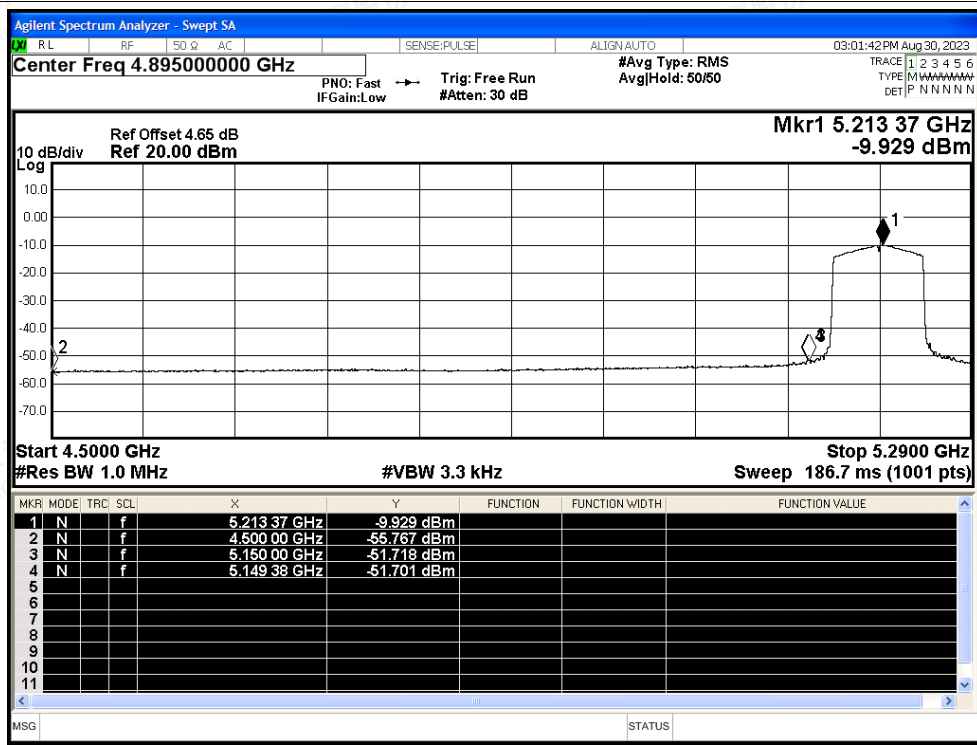 Agilent Spectrum Analyzer - Swept SA
LXI RL RF 50 Ω AC SENSE:PULSE ALIGN AUTO 03:01:42 PM Aug 30, 2023
Center Freq 4.895000000 GHz
PNO: Fast
IFGain:Low
Trig: Free Run
#Atten: 30 dB
#Avg Type: RMS
Avg|Hold: 50/50
TRACE 1 2 3 4 5 6
TYPE M
DET P N N N N N
Mkr1 5.213 37 GHz
-9.929 dBm
Ref Offset 4.65 dB
10 dB/div Ref 20.00 dBm
Log
10.0
0.00
-10.0
-20.0
-30.0
-40.0
-50.0
-60.0
-70.0
1
2
Start 4.5000 GHz Stop 5.2900 GHz
#Res BW 1.0 MHz #VBW 3.3 kHz Sweep 186.7 ms (1001 pts)
MKR MODE TRC SCL X Y FUNCTION FUNCTION WIDTH FUNCTION VALUE
1 N f 5.213 37 GHz -9.929 dBm
2 N f 4.500 00 GHz -55.767 dBm
3 N f 5.150 00 GHz -51.718 dBm
4 N f 5.149 38 GHz -51.701 dBm
5
6
7
8
9
10
11
MSG STATUS